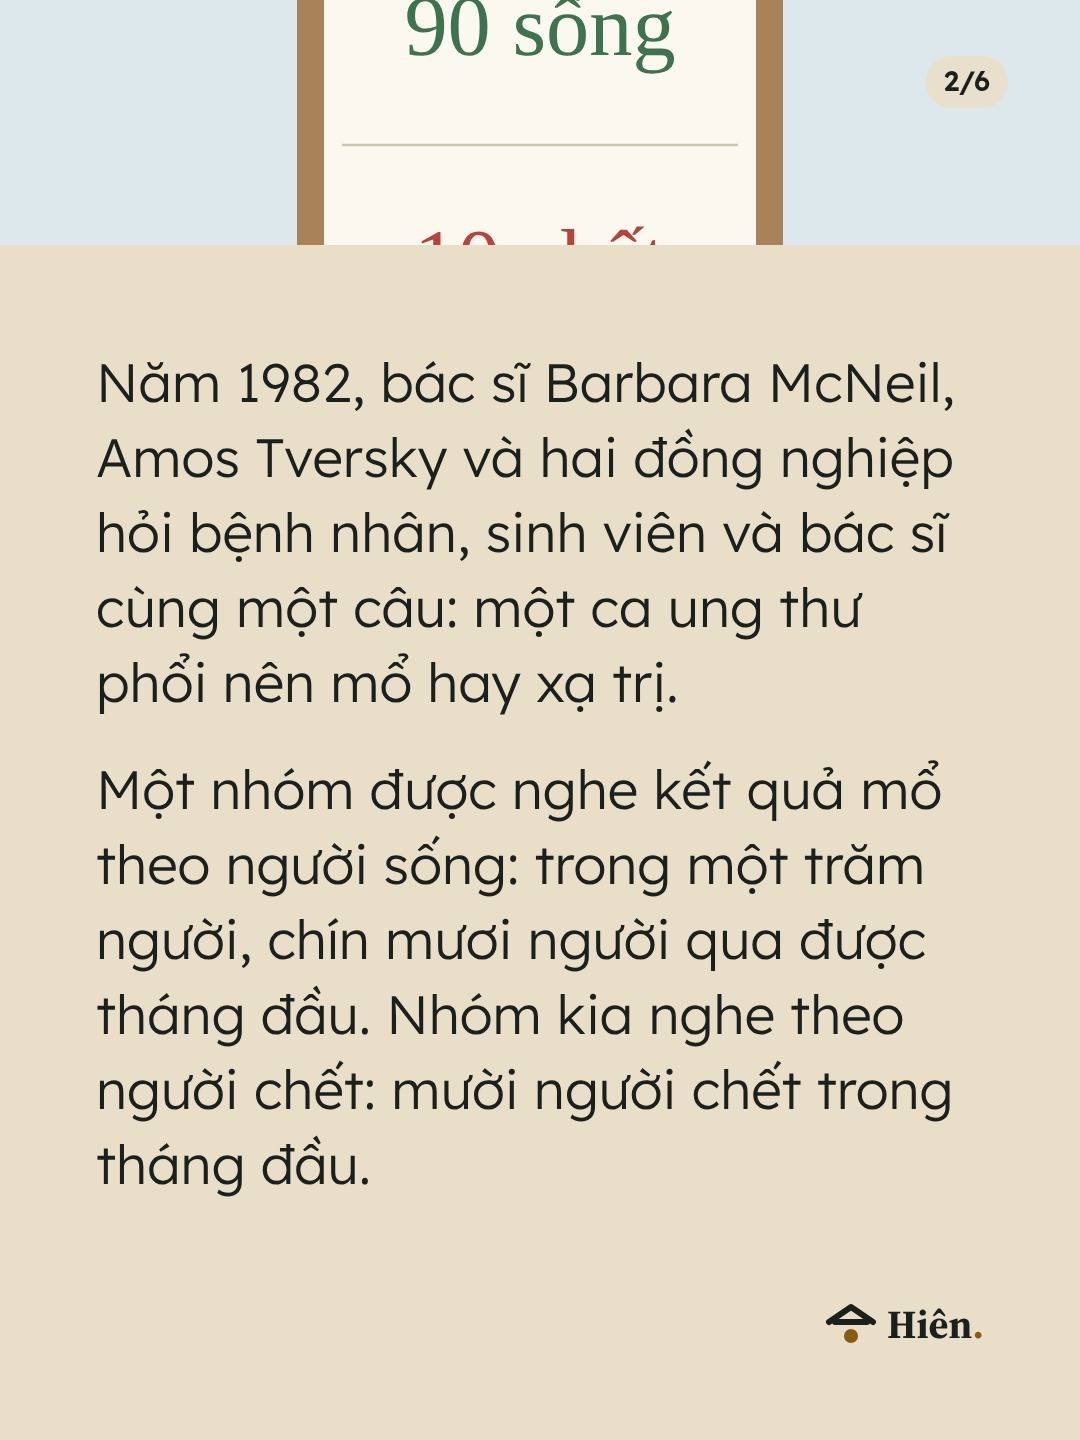 90 sống
2/6
Năm 1982, bác sĩ Barbara McNeil,
Amos Tversky và hai đồng nghiệp
hỏi bệnh nhân, sinh viên và bác sĩ
cùng một câu: một ca ung thư
phổi nên mổ hay xạ trị.
Một nhóm được nghe kết quả mổ
theo người sống: trong một trăm
người, chín mươi người qua được
tháng đầu. Nhóm kia nghe theo
người chết: mười người chết trong
tháng đầu.
Hiên.